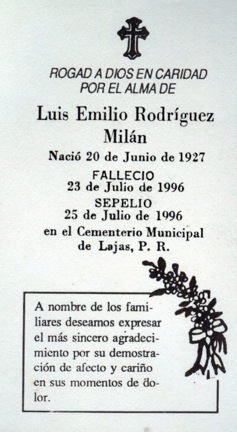 ROGAD A DIOS EN CARIDAD
POR EL ALMA DE
Luis Emilio Rodríguez
Milán
Nació 20 de Junio de 1927
FALLECIO
23 de Julio de 1996
SEPELIO
25 de Julio de 1996
en el Cementerio Municipal
de Lajas, P. R.
A nombre de los fami-
liares deseamos expresar
el más sincero agradeci-
miento por su demostra-
ción de afecto y cariño
en sus momentos de do-
lor.